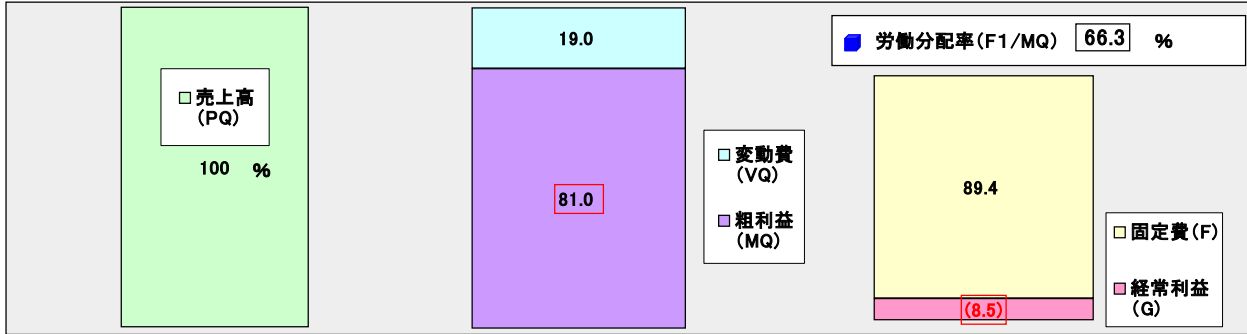 売上高
(PQ)
100 %
19.0
81.0
変動費
(VQ)
粗利益
(MQ)
労働分配率(F1/MQ) 66.3 %
89.4
(8.5)
固定費(F)
経常利益
(G)